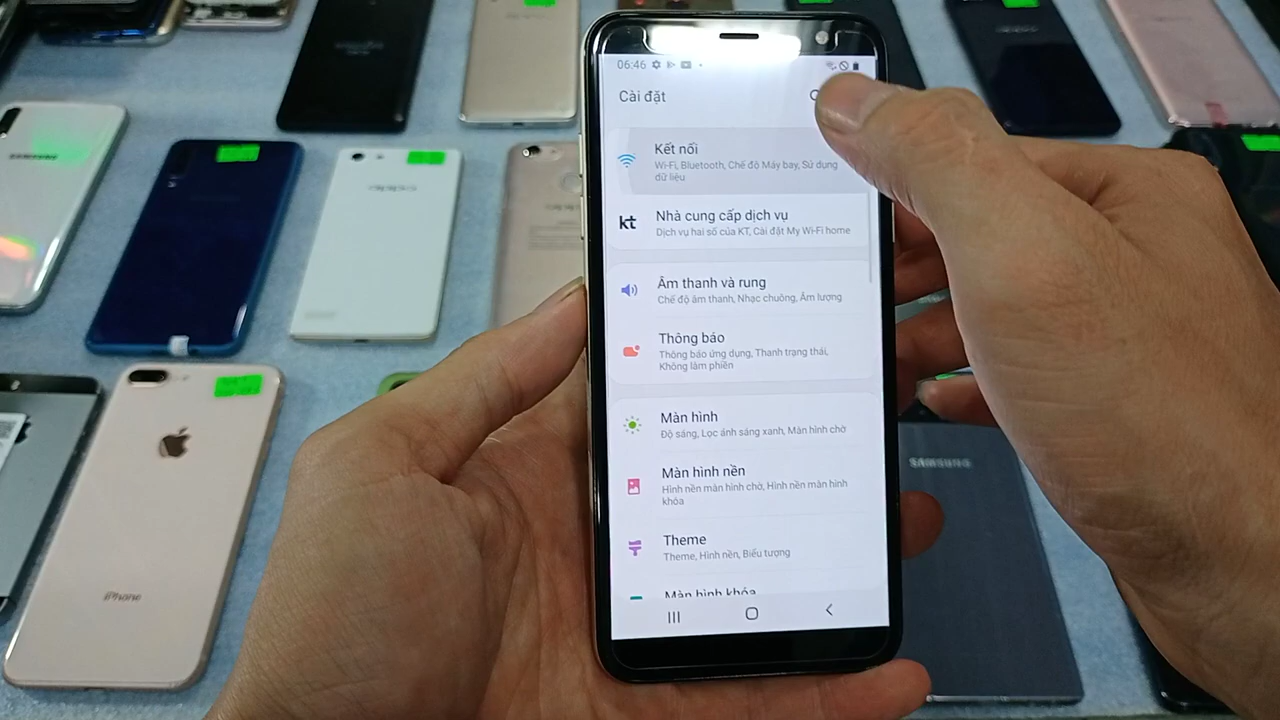 06:46
Cài đặt
Kết nối
Wi-Fi, Bluetooth, Chế độ Máy bay, Sử dụng
dữ liệu
kt
Nhà cung cấp dịch vụ
Dịch vụ hai số của KT, Cài đặt My Wi-Fi home
Âm thanh và rung
Chế độ âm thanh, Nhạc chuông, Âm lượng
Thông báo
Thông báo ứng dụng, Thanh trạng thái,
Không làm phiền
Màn hình
Độ sáng, Lọc ánh sáng xanh, Màn hình chờ
Màn hình nền
Hình nền màn hình chờ, Hình nền màn hình
khóa
Theme
Theme, Hình nền, Biểu tượng
Màn hình khóa
SAMSUNG
oppo
iPhone
SAMSUNG